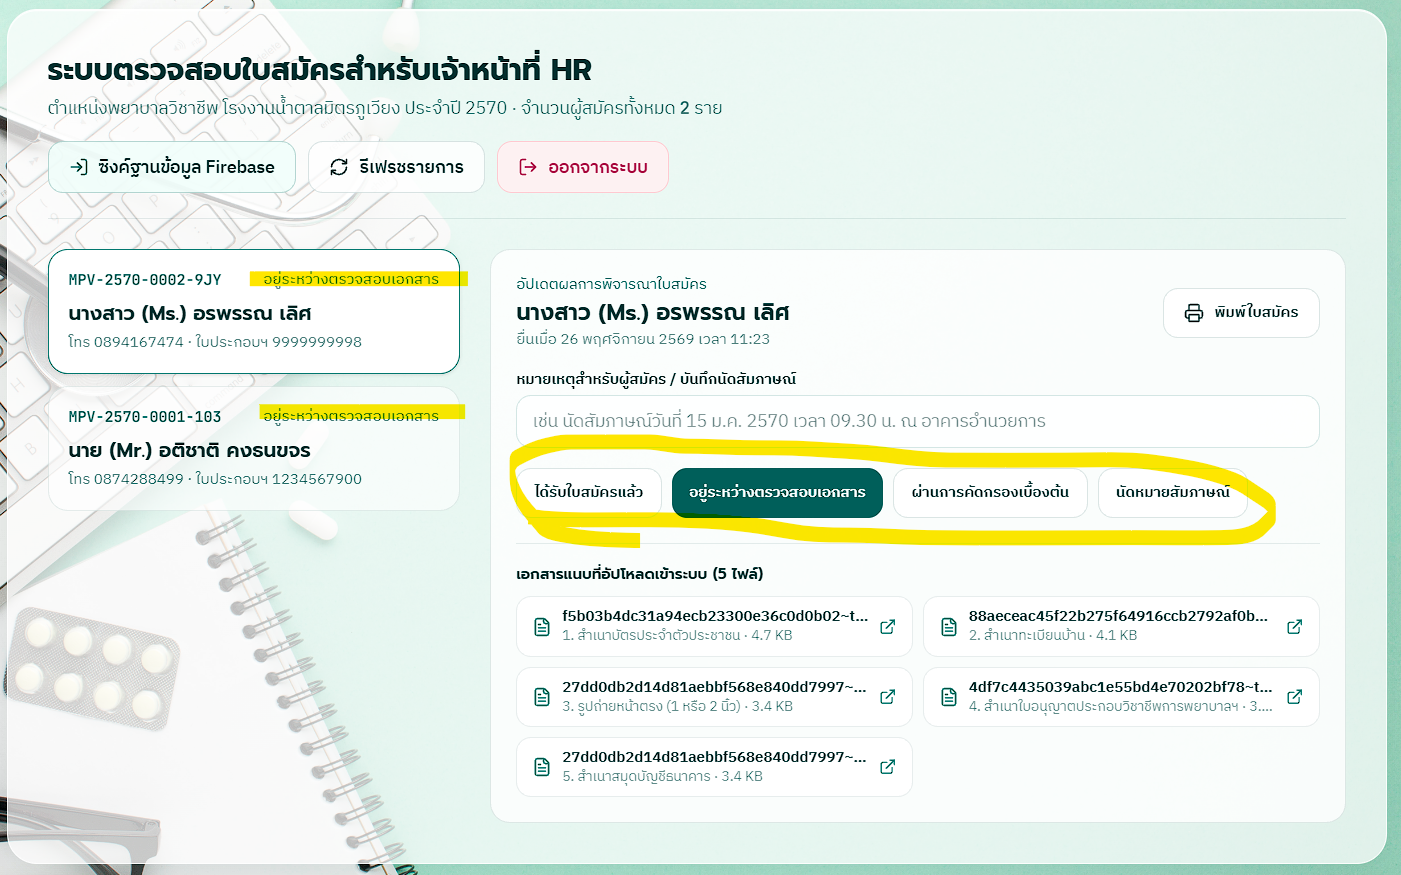 ระบบตรวจสอบใบสมัครสำหรับเจ้าหน้าที่ HR
ตำแหน่งพยาบาลวิชาชีพ โรงงานน้ำตาลมิตรภูเวียง ประจำปี 2570 · จำนวนผู้สมัครทั้งหมด 2 ราย
ซิงค์ฐานข้อมูล Firebase
รีเฟรชรายการ
ออกจากระบบ
MPV-2570-0002-9JY
อยู่ระหว่างตรวจสอบเอกสาร
นางสาว (Ms.) อรพรรณ เลิศ
โทร 0894167474 · ใบประกอบฯ 9999999998
MPV-2570-0001-103
อยู่ระหว่างตรวจสอบเอกสาร
นาย (Mr.) อติชาติ คงธนขจร
โทร 0874288499 · ใบประกอบฯ 1234567900
อัปเดตผลการพิจารณาใบสมัคร
นางสาว (Ms.) อรพรรณ เลิศ
ยื่นเมื่อ 26 พฤศจิกายน 2569 เวลา 11:23
พิมพ์ใบสมัคร
หมายเหตุสำหรับผู้สมัคร / บันทึกนัดสัมภาษณ์
เช่น นัดสัมภาษณ์วันที่ 15 ม.ค. 2570 เวลา 09.30 น. ณ อาคารอำนวยการ
ได้รับใบสมัครแล้ว
อยู่ระหว่างตรวจสอบเอกสาร
ผ่านการคัดกรองเบื้องต้น
นัดหมายสัมภาษณ์
เอกสารแนบที่อัปโหลดเข้าระบบ (5 ไฟล์)
f5b03b4dc31a94ecb23300e36c0d0b02~t...
1. สำเนาบัตรประจำตัวประชาชน · 4.7 KB
88aeceac45f22b275f64916ccb2792af0b...
2. สำเนาทะเบียนบ้าน · 4.1 KB
27dd0db2d14d81aebbf568e840dd7997~...
3. รูปถ่ายหน้าตรง (1 หรือ 2 นิ้ว) · 3.4 KB
4df7c4435039abc1e55bd4e70202bf78~t...
4. สำเนาใบอนุญาตประกอบวิชาชีพการพยาบาลฯ · 3....
27dd0db2d14d81aebbf568e840dd7997~...
5. สำเนาสมุดบัญชีธนาคาร · 3.4 KB